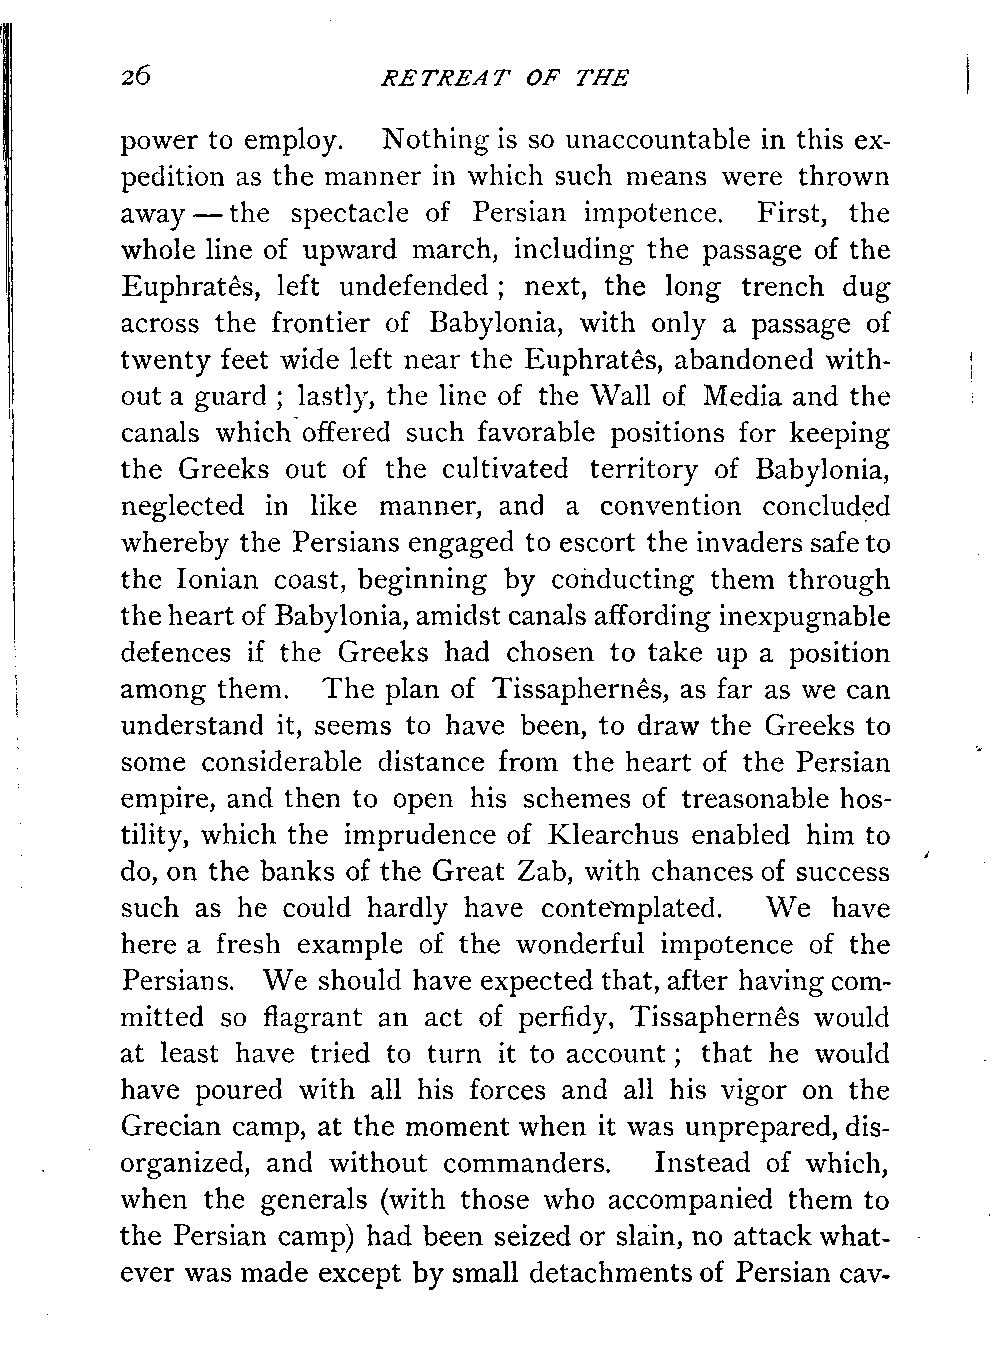 26 RETREAT OF THE
power to employ. Nothing is so unaccountable in this ex-
pedition as the manner in which such means were thrown
away — the spectacle of Persian impotence. First, the
whole line of upward march, including the passage of the
Euphratês, left undefended ; next, the long trench dug
across the frontier of Babylonia, with only a passage of
twenty feet wide left near the Euphratês, abandoned with-
out a guard ; lastly, the line of the Wall of Media and the
canals which offered such favorable positions for keeping
the Greeks out of the cultivated territory of Babylonia,
neglected in like manner, and a convention concluded
whereby the Persians engaged to escort the invaders safe to
the Ionian coast, beginning by conducting them through
the heart of Babylonia, amidst canals affording inexpugnable
defences if the Greeks had chosen to take up a position
among them. The plan of Tissaphernês, as far as we can
understand it, seems to have been, to draw the Greeks to
some considerable distance from the heart of the Persian
empire, and then to open his schemes of treasonable hos-
tility, which the imprudence of Klearchus enabled him to
do, on the banks of the Great Zab, with chances of success
such as he could hardly have contemplated. We have
here a fresh example of the wonderful impotence of the
Persians. We should have expected that, after having com-
mitted so flagrant an act of perfidy, Tissaphernês would
at least have tried to turn it to account ; that he would
have poured with all his forces and all his vigor on the
Grecian camp, at the moment when it was unprepared, dis-
organized, and without commanders. Instead of which,
when the generals (with those who accompanied them to
the Persian camp) had been seized or slain, no attack what-
ever was made except by small detachments of Persian cav-